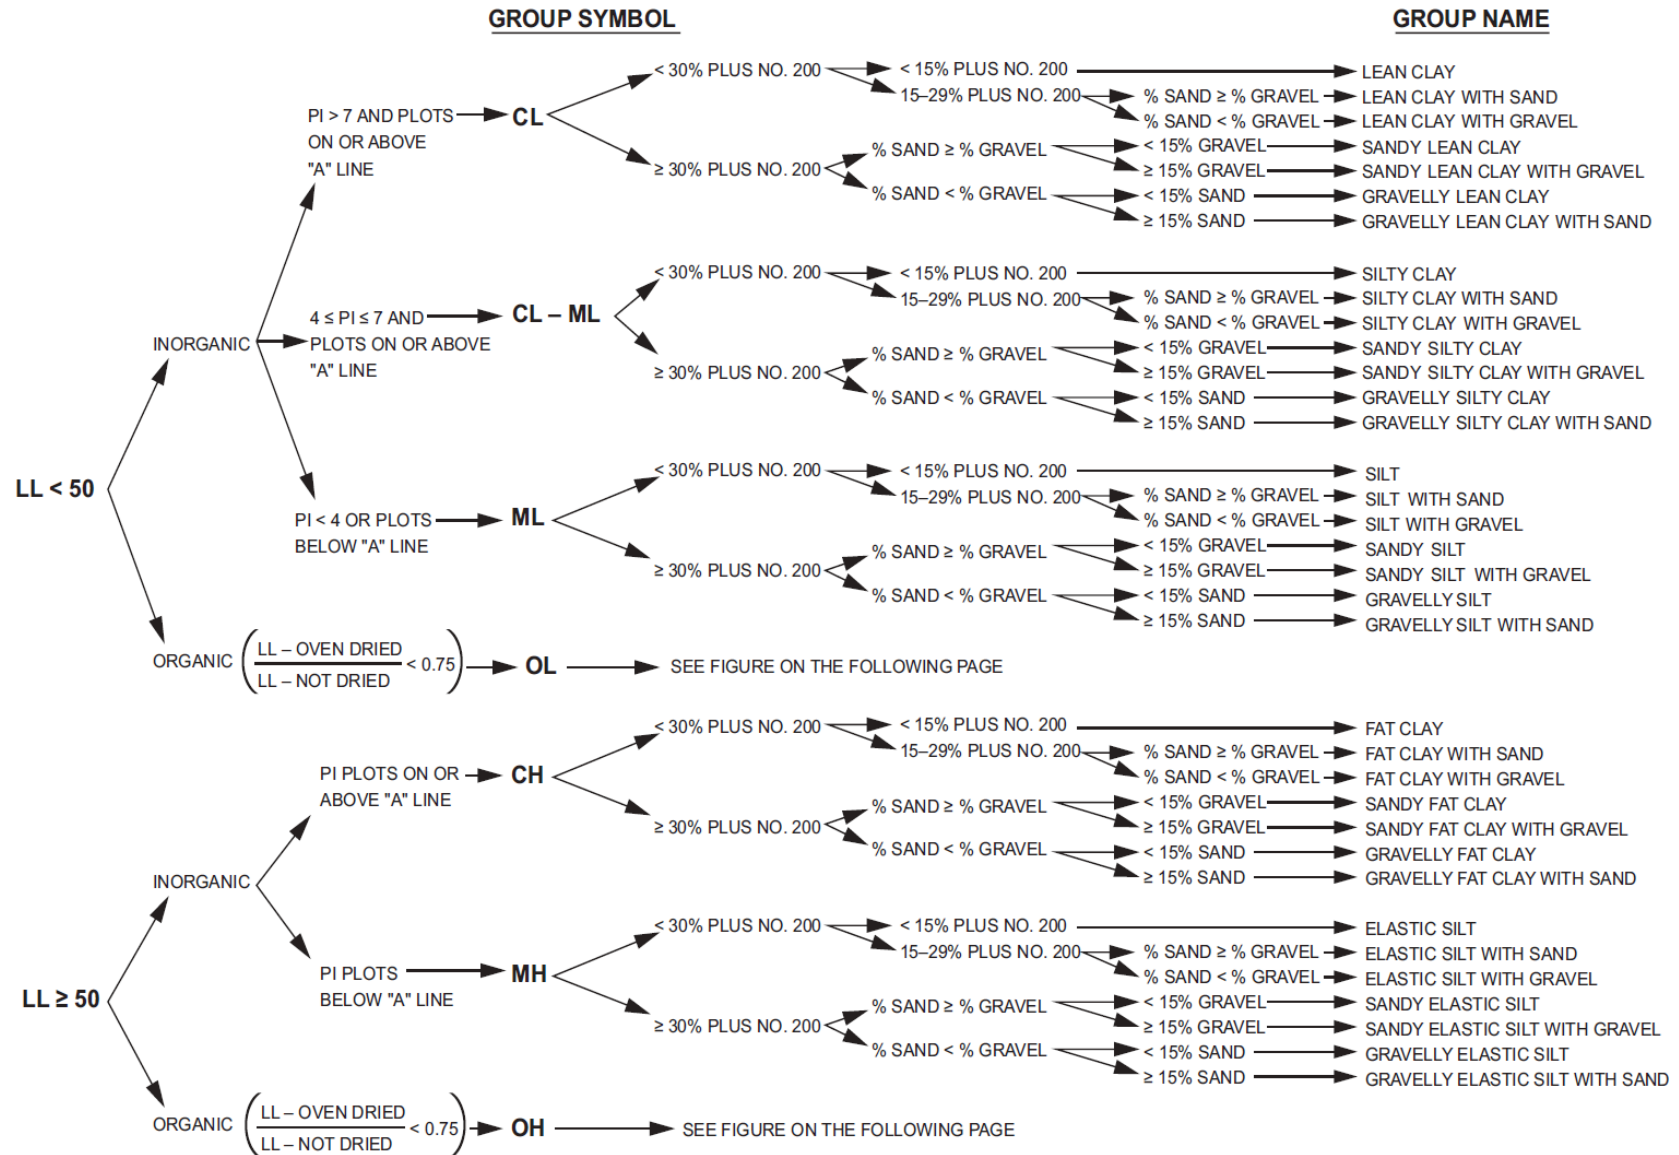 GROUP SYMBOL GROUP NAME
< 30% PLUS NO. 200 < 15% PLUS NO. 200 LEAN CLAY
15–29% PLUS NO. 200 % SAND ≥ % GRAVEL LEAN CLAY WITH SAND
PI > 7 AND PLOTS CL % SAND < % GRAVEL LEAN CLAY WITH GRAVEL
ON OR ABOVE % SAND ≥ % GRAVEL < 15% GRAVEL SANDY LEAN CLAY
"A" LINE ≥ 30% PLUS NO. 200 ≥ 15% GRAVEL SANDY LEAN CLAY WITH GRAVEL
% SAND < % GRAVEL < 15% SAND GRAVELLY LEAN CLAY
≥ 15% SAND GRAVELLY LEAN CLAY WITH SAND
< 30% PLUS NO. 200 < 15% PLUS NO. 200 SILTY CLAY
15–29% PLUS NO. 200 % SAND ≥ % GRAVEL SILTY CLAY WITH SAND
4 ≤ PI ≤ 7 AND CL – ML % SAND < % GRAVEL SILTY CLAY WITH GRAVEL
INORGANIC PLOTS ON OR ABOVE % SAND ≥ % GRAVEL < 15% GRAVEL SANDY SILTY CLAY
"A" LINE ≥ 30% PLUS NO. 200 ≥ 15% GRAVEL SANDY SILTY CLAY WITH GRAVEL
% SAND < % GRAVEL < 15% SAND GRAVELLY SILTY CLAY
≥ 15% SAND GRAVELLY SILTY CLAY WITH SAND
< 30% PLUS NO. 200 < 15% PLUS NO. 200 SILT
LL < 50 15–29% PLUS NO. 200 % SAND ≥ % GRAVEL SILT WITH SAND
PI < 4 OR PLOTS ML % SAND < % GRAVEL SILT WITH GRAVEL
BELOW "A" LINE % SAND ≥ % GRAVEL < 15% GRAVEL SANDY SILT
≥ 30% PLUS NO. 200 ≥ 15% GRAVEL SANDY SILT WITH GRAVEL
% SAND < % GRAVEL < 15% SAND GRAVELLY SILT
≥ 15% SAND GRAVELLY SILT WITH SAND
LL – OVEN DRIED
ORGANIC < 0.75 OL SEE FIGURE ON THE FOLLOWING PAGE
LL – NOT DRIED
< 30% PLUS NO. 200 < 15% PLUS NO. 200 FAT CLAY
15–29% PLUS NO. 200 % SAND ≥ % GRAVEL FAT CLAY WITH SAND
PI PLOTS ON OR CH % SAND < % GRAVEL FAT CLAY WITH GRAVEL
ABOVE "A" LINE % SAND ≥ % GRAVEL < 15% GRAVEL SANDY FAT CLAY
≥ 30% PLUS NO. 200 ≥ 15% GRAVEL SANDY FAT CLAY WITH GRAVEL
% SAND < % GRAVEL < 15% SAND GRAVELLY FAT CLAY
INORGANIC ≥ 15% SAND GRAVELLY FAT CLAY WITH SAND
< 30% PLUS NO. 200 < 15% PLUS NO. 200 ELASTIC SILT
15–29% PLUS NO. 200 % SAND ≥ % GRAVEL ELASTIC SILT WITH SAND
PI PLOTS MH % SAND < % GRAVEL ELASTIC SILT WITH GRAVEL
LL ≥ 50 BELOW "A" LINE % SAND ≥ % GRAVEL < 15% GRAVEL SANDY ELASTIC SILT
≥ 30% PLUS NO. 200 ≥ 15% GRAVEL SANDY ELASTIC SILT WITH GRAVEL
% SAND < % GRAVEL < 15% SAND GRAVELLY ELASTIC SILT
≥ 15% SAND GRAVELLY ELASTIC SILT WITH SAND
LL – OVEN DRIED
ORGANIC < 0.75 OH SEE FIGURE ON THE FOLLOWING PAGE
LL – NOT DRIED